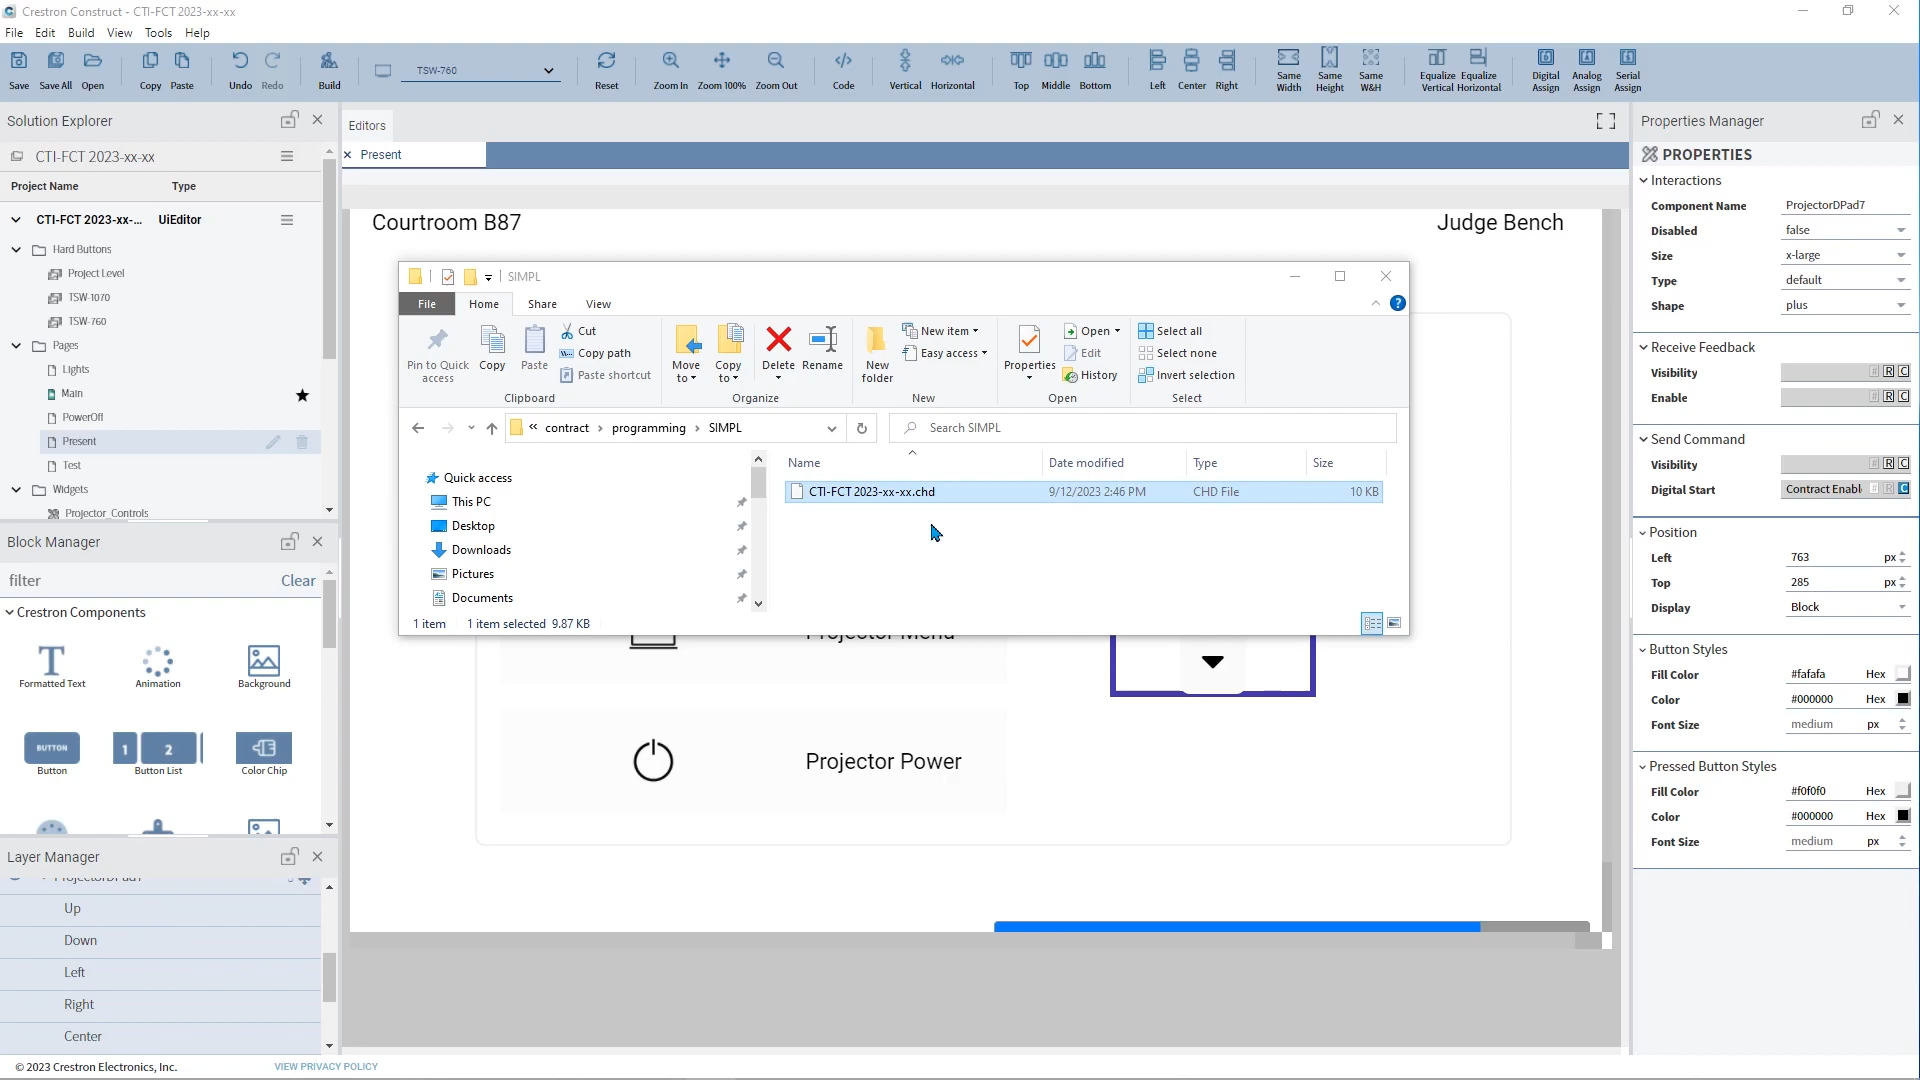 Crestron Construct - CTI-FCT 2023-xx-xx
File Edit Build View Tools Help
Save Save All Open Copy Paste Undo Redo Build TSW-760 Reset Zoom In Zoom 100% Zoom Out Code Vertical Horizontal Top Middle Bottom Left Center Right Same Width Same Height Same W&H Equalize Vertical Equalize Horizontal Digital Assign Analog Assign Serial Assign
Solution Explorer
CTI-FCT 2023-xx-xx
Project Name Type
CTI-FCT 2023-xx-... UiEditor
Hard Buttons
Project Level
TSW-1070
TSW-760
Pages
Lights
Main
PowerOff
Present
Test
Widgets
Projector_Controls
Block Manager
filter Clear
Crestron Components
Formatted Text Animation Background
BUTTON 1 2
Button Button List Color Chip
Layer Manager
Up
Down
Left
Right
Center
© 2023 Crestron Electronics, Inc. VIEW PRIVACY POLICY
Editors
Present
Courtroom B87 Judge Bench
SIMPL
File Home Share View
Pin to Quick access
Copy
Paste
Cut
Copy path
Paste shortcut
Clipboard
Move to
Copy to
Delete
Rename
Organize
New folder
New item
Easy access
New
Properties
Open
Edit
History
Open
Select all
Select none
Invert selection
Select
« contract programming SIMPL
Search SIMPL
Quick access
This PC
Desktop
Downloads
Pictures
Documents
Name Date modified Type Size
CTI-FCT 2023-xx-xx.chd 9/12/2023 2:46 PM CHD File 10 KB
1 item 1 item selected 9.87 KB
Projector Menu
Projector Power
Properties Manager
PROPERTIES
Interactions
Component Name ProjectorDPad7
Disabled false
Size x-large
Type default
Shape plus
Receive Feedback
Visibility # R C
Enable # R C
Send Command
Visibility # R C
Digital Start Contract Enabl # R C
Position
Left 763 px
Top 285 px
Display Block
Button Styles
Fill Color #fafafa Hex
Color #000000 Hex
Font Size medium px
Pressed Button Styles
Fill Color #f0f0f0 Hex
Color #000000 Hex
Font Size medium px